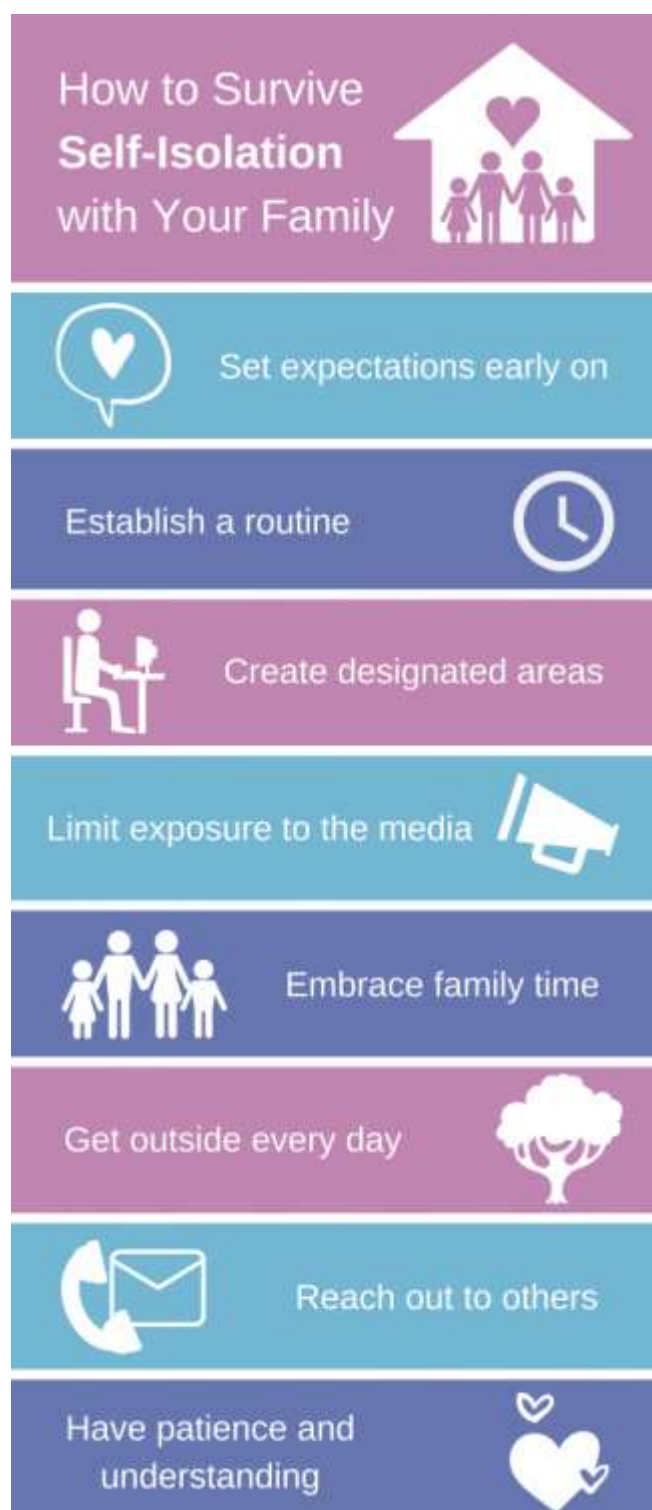 How to Survive
Self-Isolation
with Your Family
Set expectations early on
Establish a routine
Create designated areas
Limit exposure to the media
Embrace family time
Get outside every day
Reach out to others
Have patience and
understanding